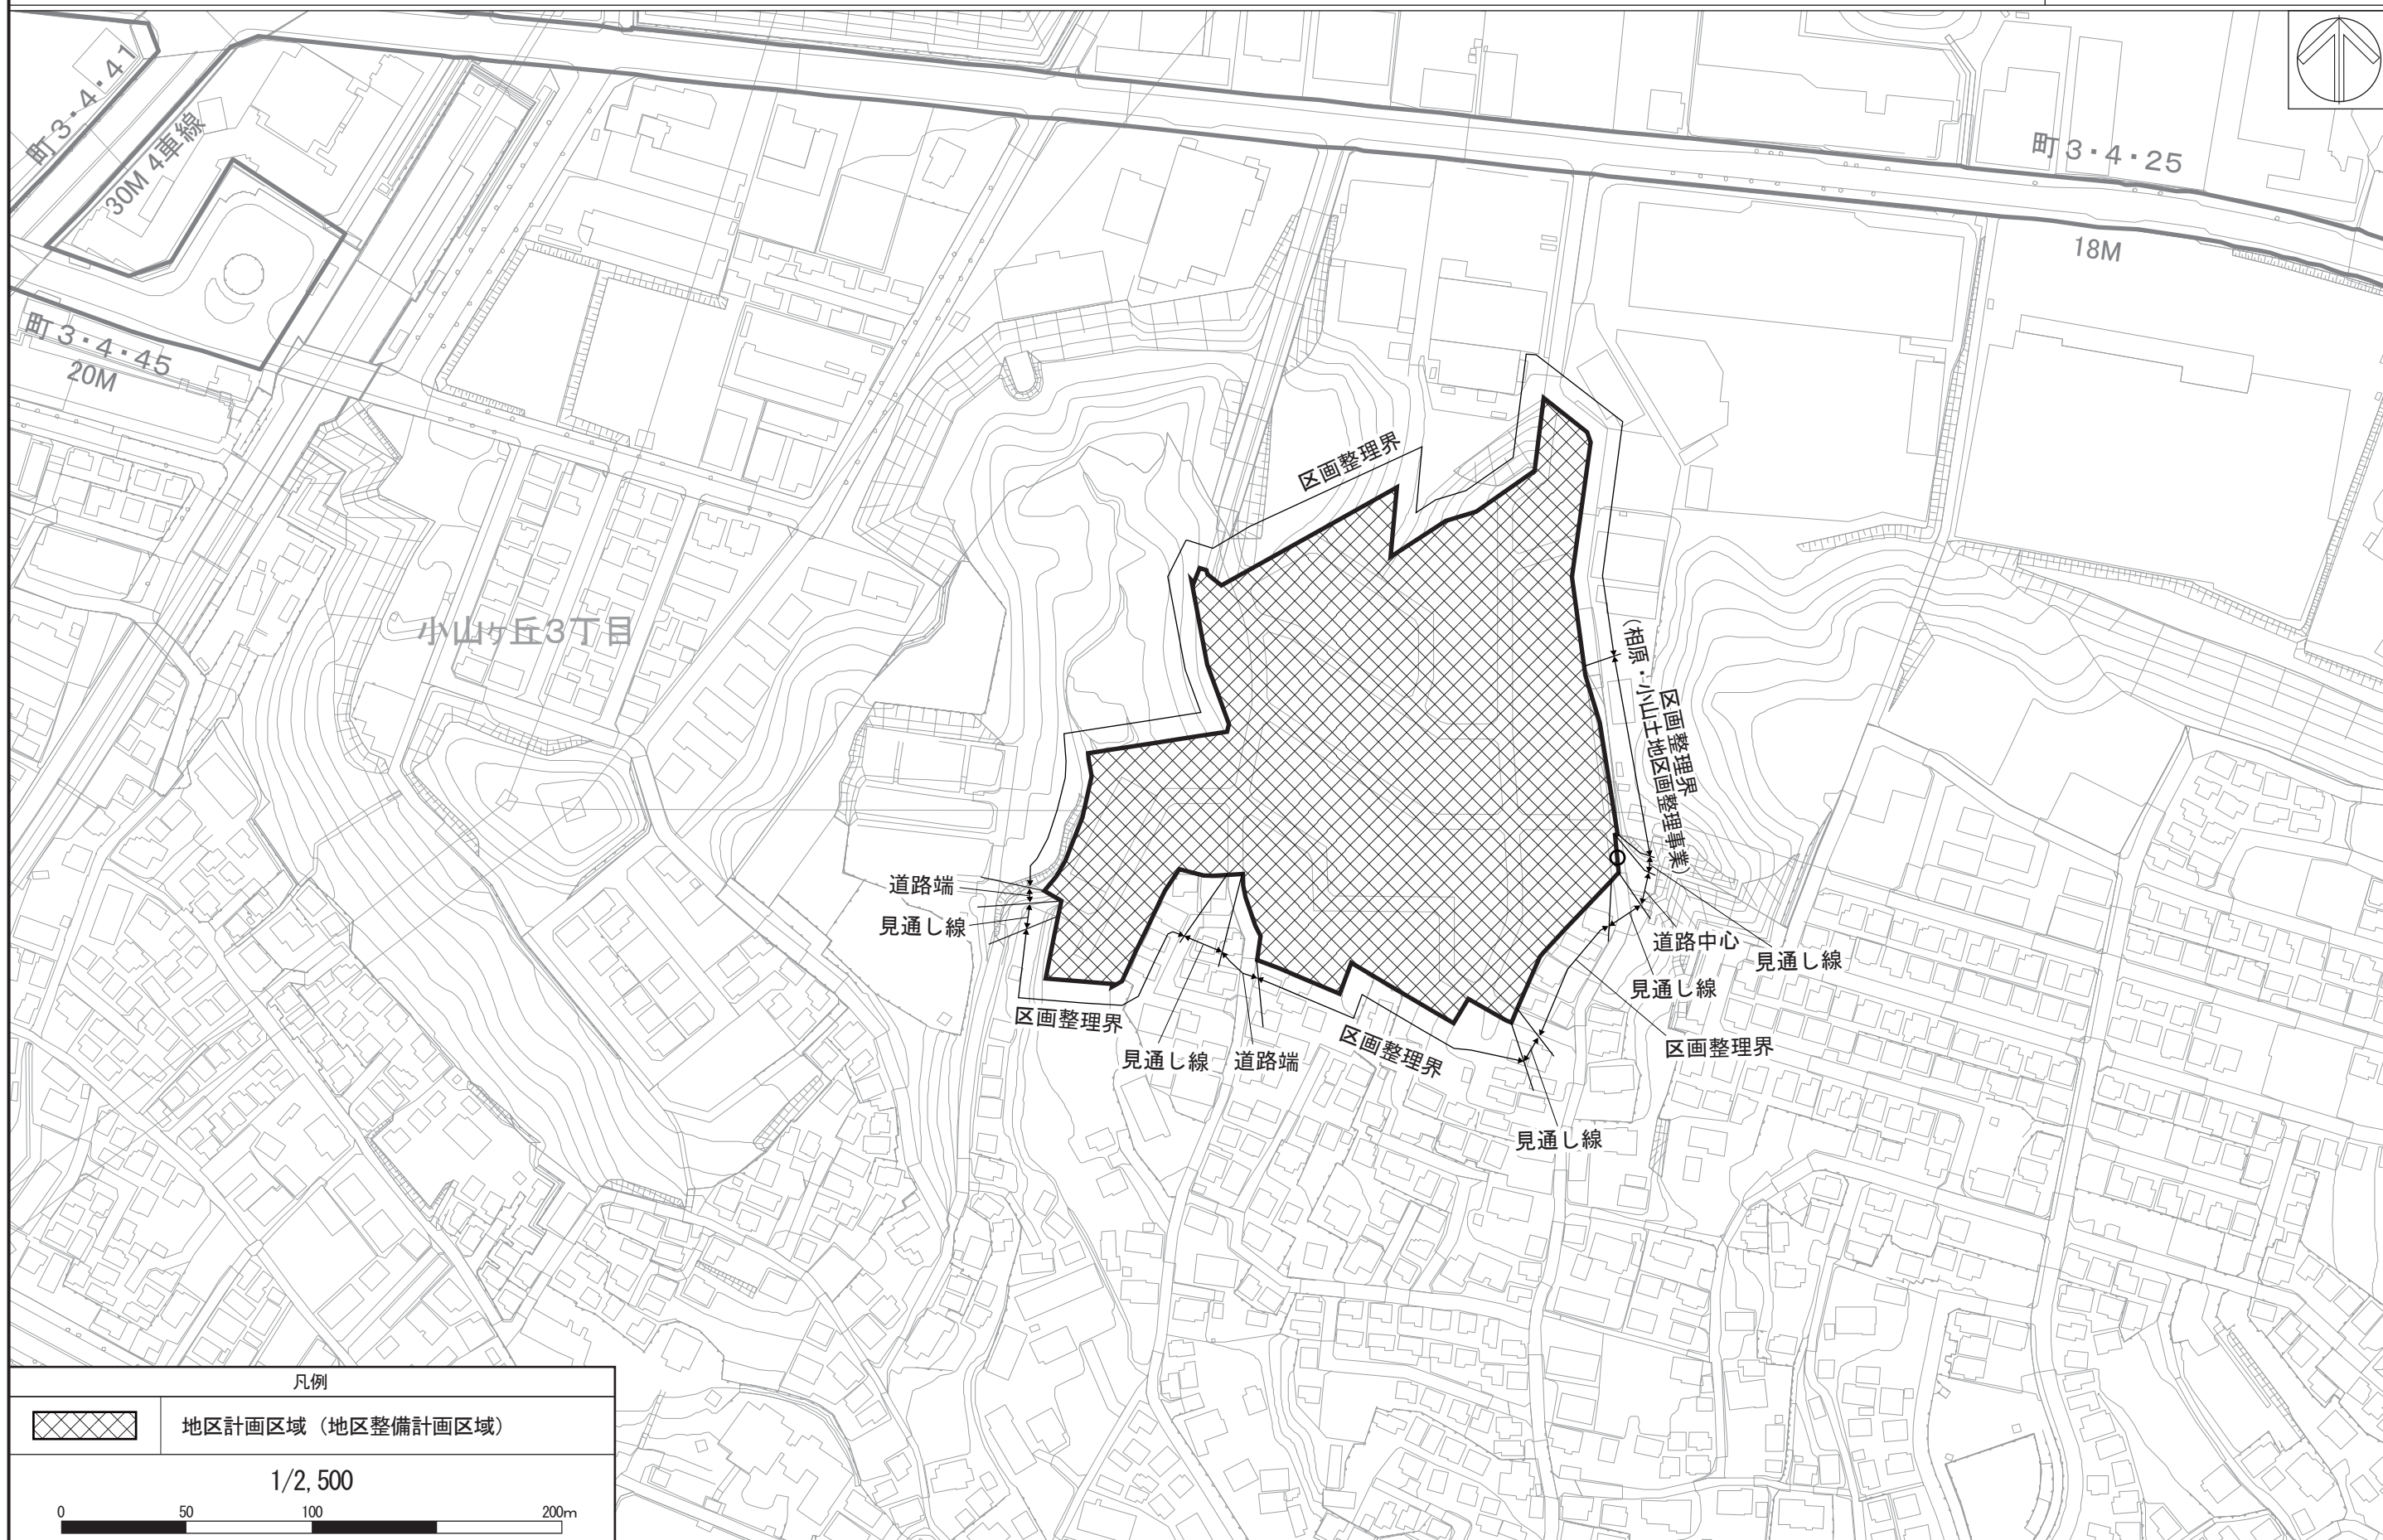 町3・4・41
30M 4車線
町3・4・25
18M
町3・4・45
20M
区画整理界
小山ヶ丘3丁目
区画整理界
(相原・小山土地区画整理事業)
道路端
見通し線
道路中心
見通し線
見通し線
区画整理界
区画整理界
見通し線
道路端
区画整理界
見通し線
凡例
地区計画区域(地区整備計画区域)
1/2,500
0 50 100 200m